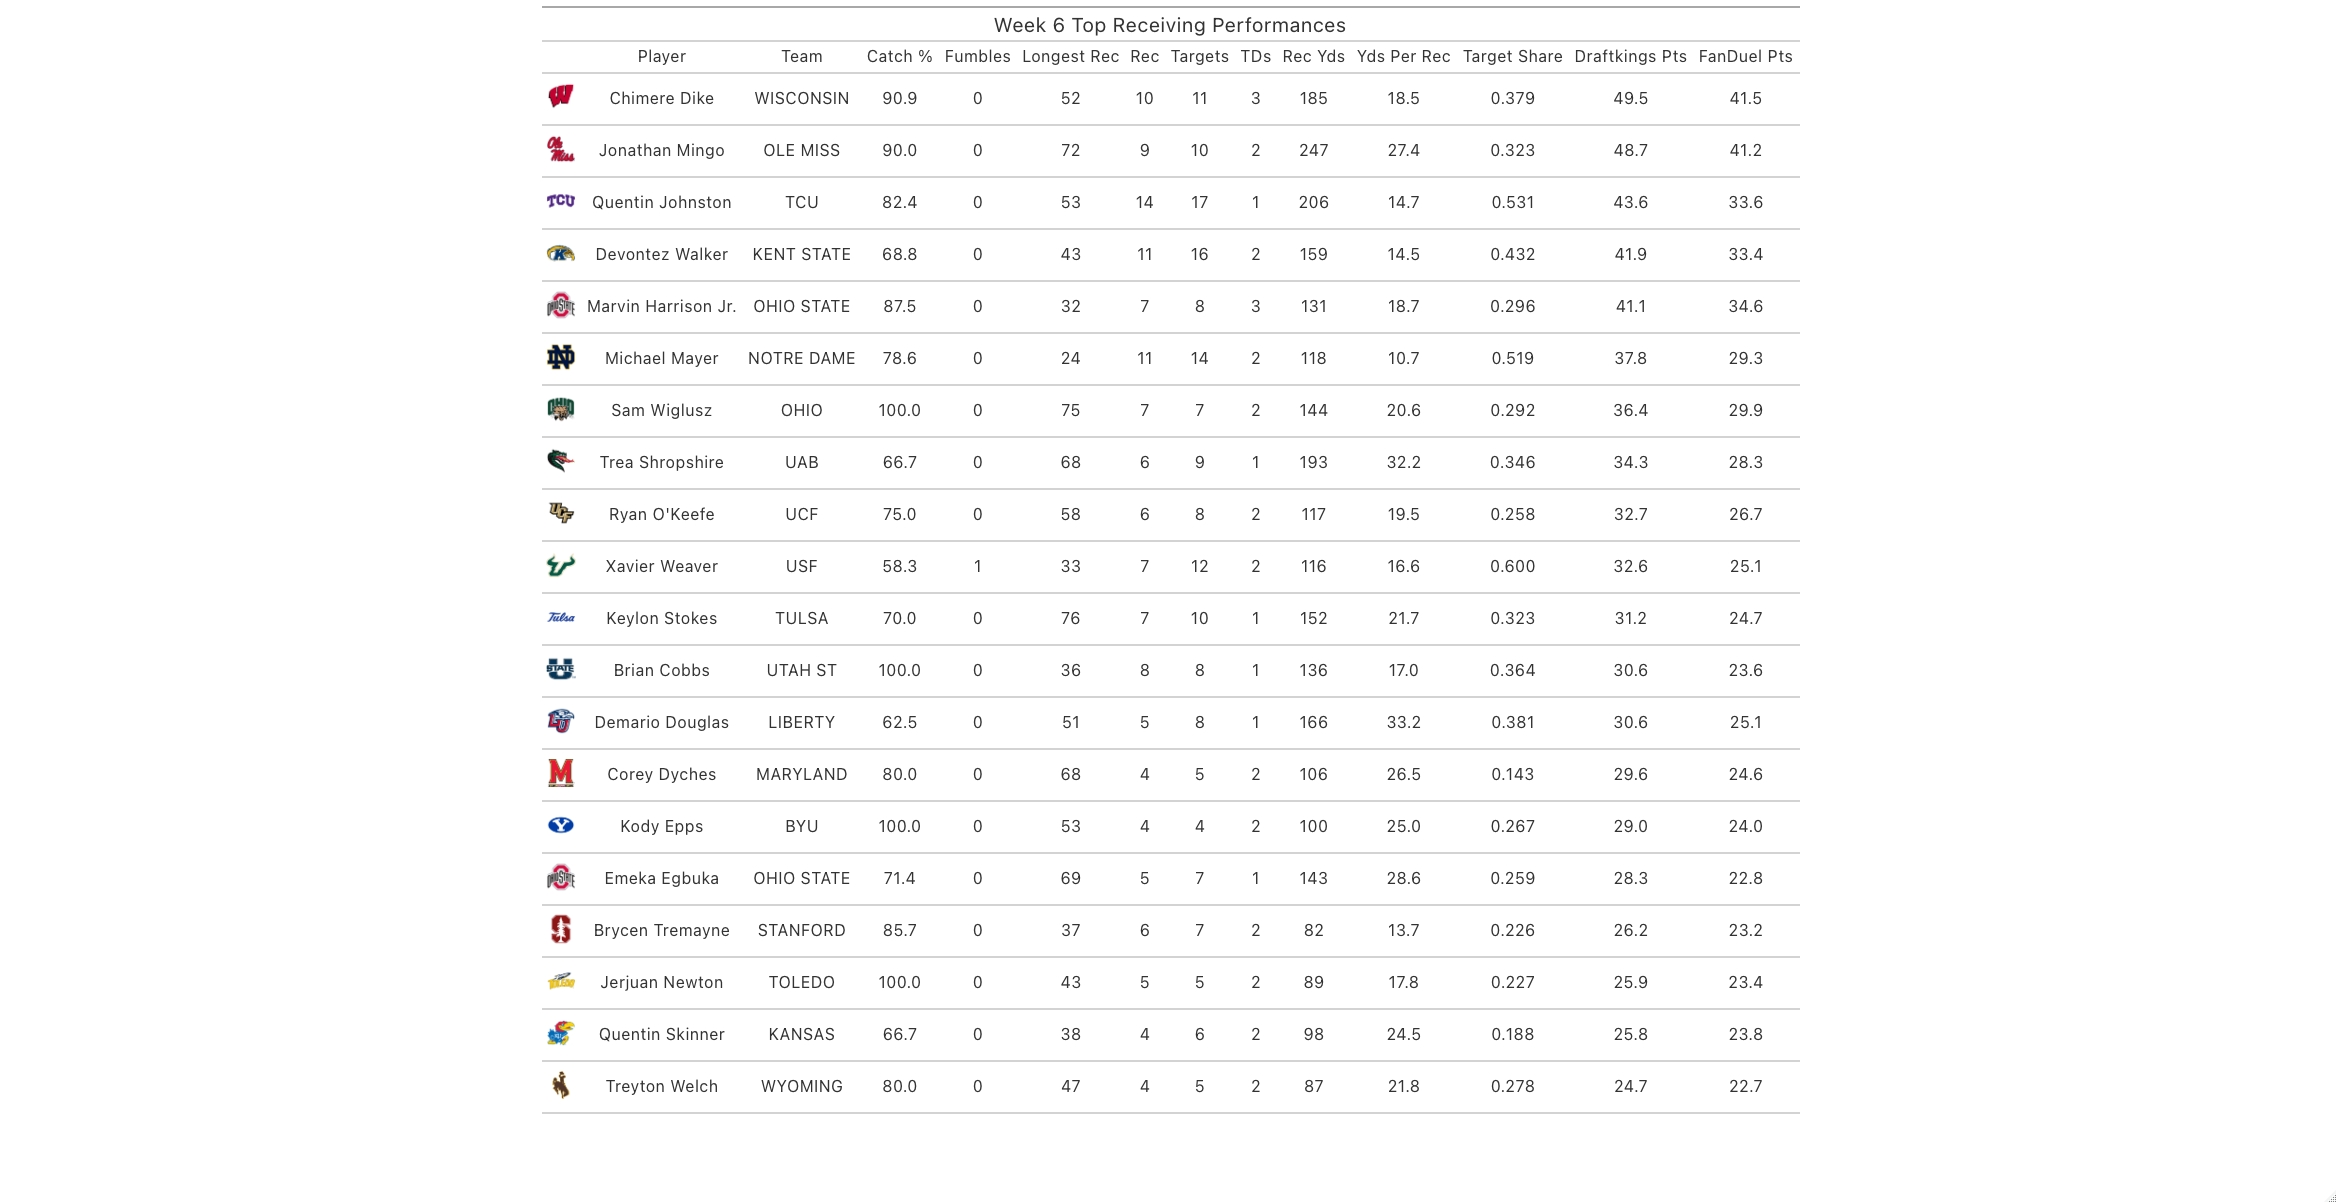 Week 6 Top Receiving Performances
Player Team Catch % Fumbles Longest Rec Rec Targets TDs Rec Yds Yds Per Rec Target Share Draftkings Pts FanDuel Pts
Chimere Dike WISCONSIN 90.9 0 52 10 11 3 185 18.5 0.379 49.5 41.5
Ole Miss Jonathan Mingo OLE MISS 90.0 0 72 9 10 2 247 27.4 0.323 48.7 41.2
TCU Quentin Johnston TCU 82.4 0 53 14 17 1 206 14.7 0.531 43.6 33.6
Devontez Walker KENT STATE 68.8 0 43 11 16 2 159 14.5 0.432 41.9 33.4
OHIO STATE Marvin Harrison Jr. OHIO STATE 87.5 0 32 7 8 3 131 18.7 0.296 41.1 34.6
Michael Mayer NOTRE DAME 78.6 0 24 11 14 2 118 10.7 0.519 37.8 29.3
OHIO Sam Wiglusz OHIO 100.0 0 75 7 7 2 144 20.6 0.292 36.4 29.9
Trea Shropshire UAB 66.7 0 68 6 9 1 193 32.2 0.346 34.3 28.3
UCF Ryan O'Keefe UCF 75.0 0 58 6 8 2 117 19.5 0.258 32.7 26.7
Xavier Weaver USF 58.3 1 33 7 12 2 116 16.6 0.600 32.6 25.1
Tulsa Keylon Stokes TULSA 70.0 0 76 7 10 1 152 21.7 0.323 31.2 24.7
STATE Brian Cobbs UTAH ST 100.0 0 36 8 8 1 136 17.0 0.364 30.6 23.6
LU Demario Douglas LIBERTY 62.5 0 51 5 8 1 166 33.2 0.381 30.6 25.1
M Corey Dyches MARYLAND 80.0 0 68 4 5 2 106 26.5 0.143 29.6 24.6
Y Kody Epps BYU 100.0 0 53 4 4 2 100 25.0 0.267 29.0 24.0
OHIO STATE Emeka Egbuka OHIO STATE 71.4 0 69 5 7 1 143 28.6 0.259 28.3 22.8
S Brycen Tremayne STANFORD 85.7 0 37 6 7 2 82 13.7 0.226 26.2 23.2
TOLEDO Jerjuan Newton TOLEDO 100.0 0 43 5 5 2 89 17.8 0.227 25.9 23.4
Quentin Skinner KANSAS 66.7 0 38 4 6 2 98 24.5 0.188 25.8 23.8
Treyton Welch WYOMING 80.0 0 47 4 5 2 87 21.8 0.278 24.7 22.7